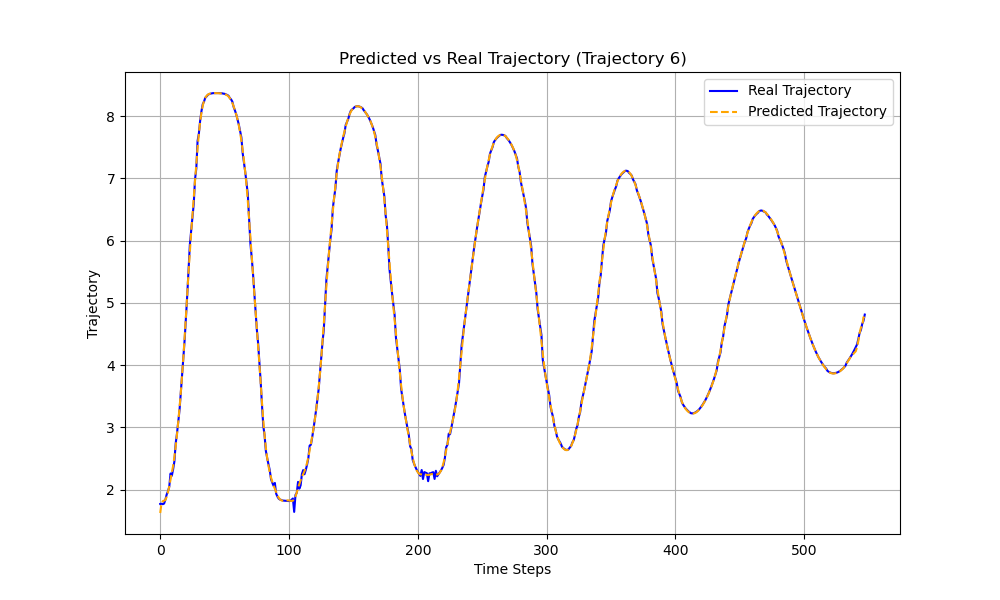 Predicted vs Real Trajectory (Trajectory 6)
Real Trajectory
Predicted Trajectory
Trajectory
8
7
6
5
4
3
2
0 100 200 300 400 500
Time Steps